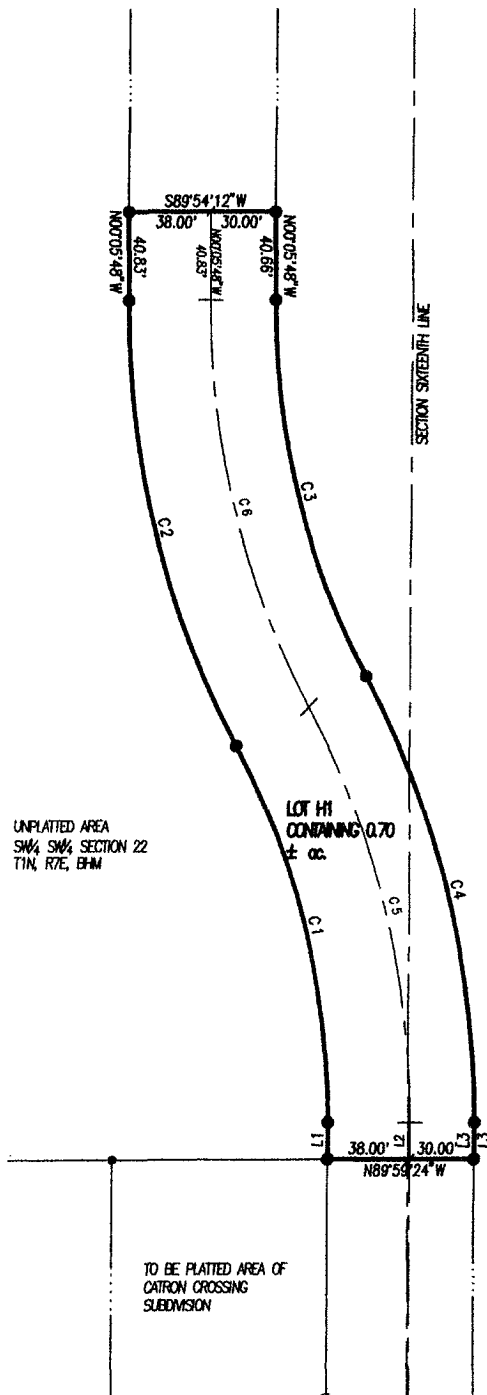 S89°54'12"W
38.00' 30.00'
N00°05'48"W
40.83'
N00°05'48"W
40.83'
N00°05'48"W
40.66'
SECTION SIXTEENTH LINE
C2
C6
C3
UNPLATTED AREA
SW¼ SW¼ SECTION 22
T1N, R7E, BHM
LOT H1
CONTAINING 0.70
± ac.
C1
C5
C4
L1
L2
L3
L3
38.00' 30.00'
N89°59'24"W
TO BE PLATTED AREA OF
CATRON CROSSING
SUBDIVISION